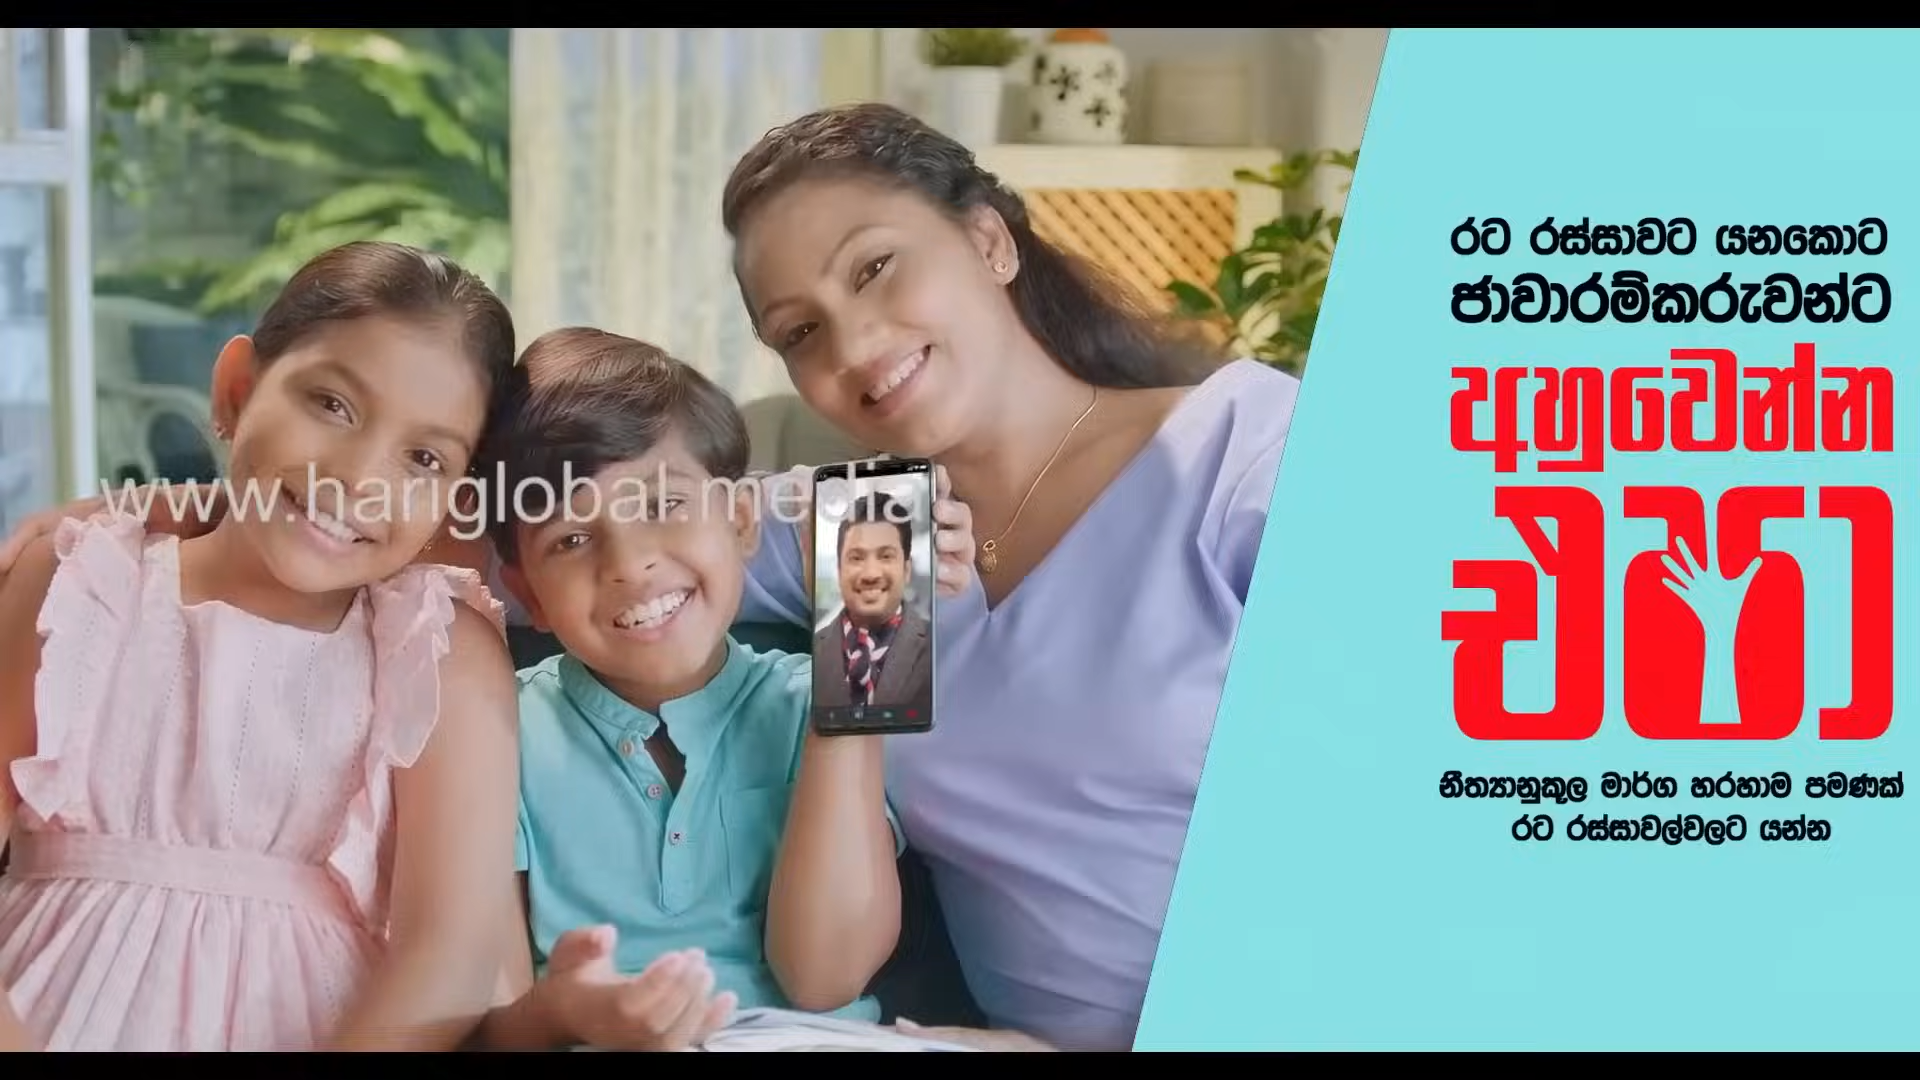 www.hariglobal.media
රට රස්සාවට යනකොට
ජාවාරම්කරුවන්ට
අහුවෙන්න
එපා
නීත්‍යානුකූල මාර්ග හරහාම පමණක්
රට රස්සාවල්වලට යන්න